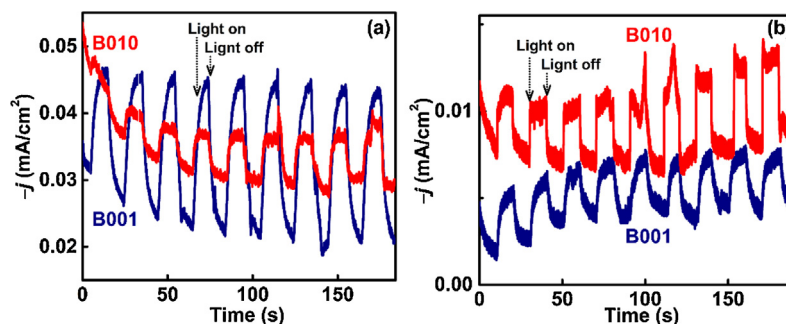 (a)
B010
Light on
Lignt off
B001
0.05
0.04
0.03
0.02
−j (mA/cm²)
0
50
100
150
Time (s)
(b)
B010
Light on
Lignt off
B001
0.01
0.00
−j (mA/cm²)
0
50
100
150
Time (s)